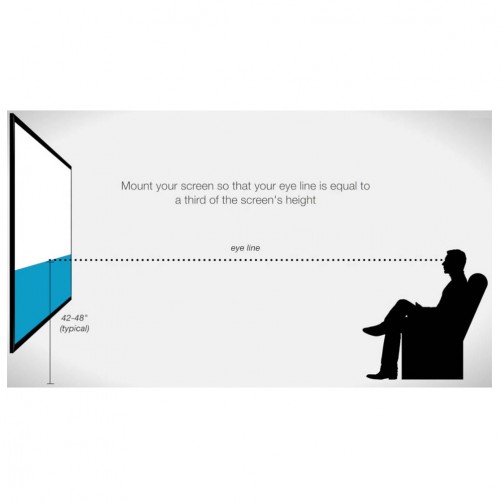 Mount your screen so that your eye line is equal to
a third of the screen's height
eye line
42-48"
(typical)